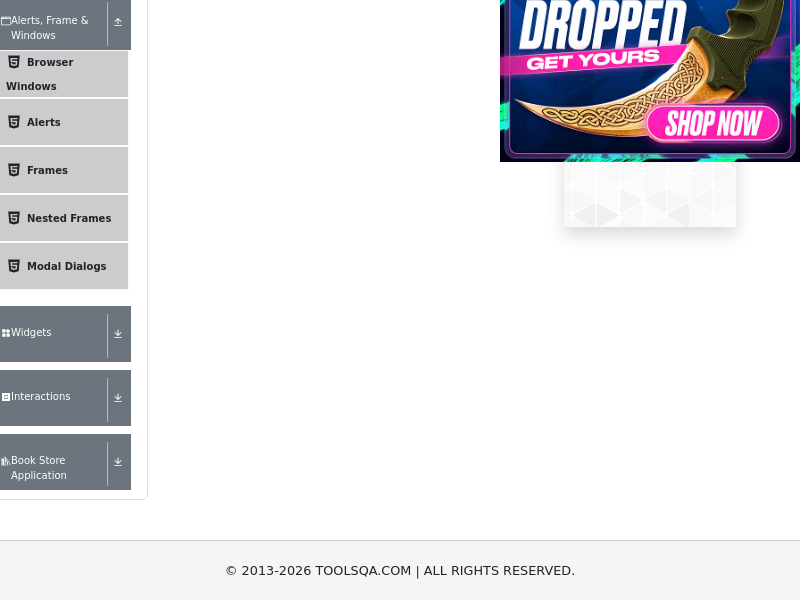 Alerts, Frame &
Windows
Browser
Windows
Alerts
Frames
Nested Frames
Modal Dialogs
Widgets
Interactions
Book Store
Application
DROPPED
GET YOURS
SHOP NOW
© 2013-2026 TOOLSQA.COM | ALL RIGHTS RESERVED.